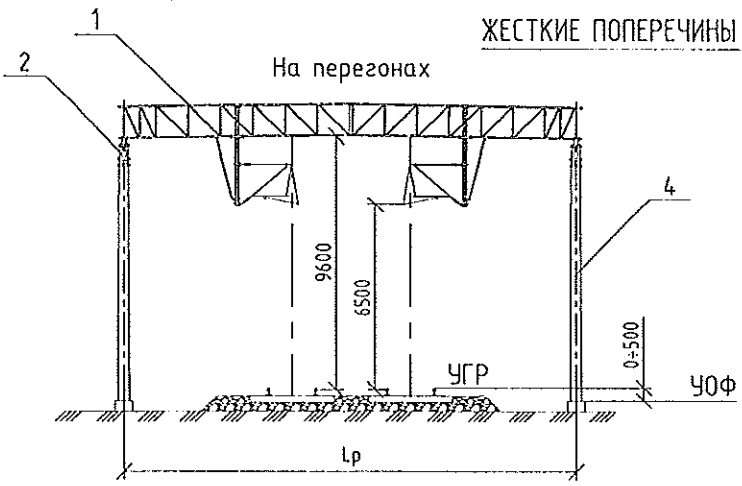 ЖЕСТКИЕ ПОПЕРЕЧИНЫ
1
2
На перегонах
4
9600
6500
0÷500
УГР
УОФ
Lр